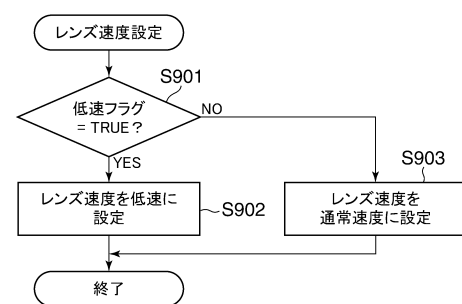 レンズ速度設定
S901
低速フラグ
= TRUE?
NO
YES
S903
レンズ速度を低速に
設定
S902
レンズ速度を
通常速度に設定
終了